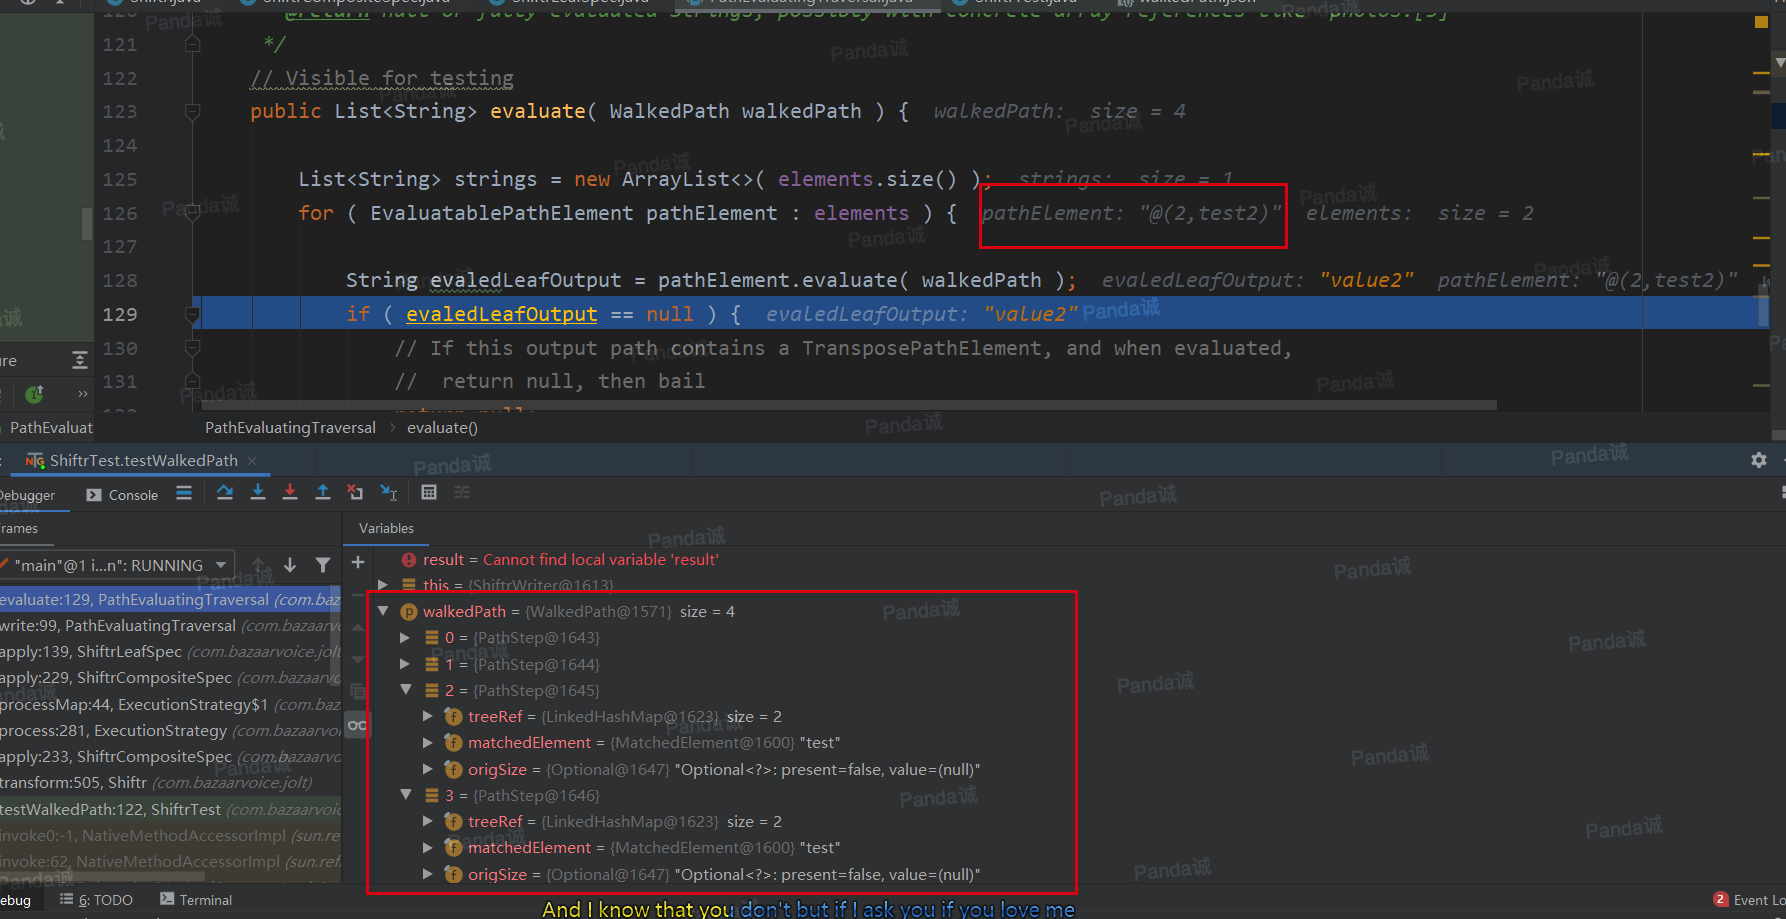 121 */
122 // Visible for testing
123 public List<String> evaluate( WalkedPath walkedPath ) { walkedPath: size = 4
124
125 List<String> strings = new ArrayList<>( elements.size() ); strings: size = 1
126 for ( EvaluatablePathElement pathElement : elements ) { pathElement: "@(2,test2)" elements: size = 2
127
128 String evaledLeafOutput = pathElement.evaluate( walkedPath ); evaledLeafOutput: "value2" pathElement: "@(2,test2)"
129 if ( evaledLeafOutput == null ) { evaledLeafOutput: "value2"
130 // If this output path contains a TransposePathElement, and when evaluated,
131 // return null, then bail
PathEvaluat
PathEvaluatingTraversal > evaluate()
ShiftrTest.testWalkedPath
Debugger Console
Frames Variables
"main"@1 i...n": RUNNING
result = Cannot find local variable 'result'
this = {ShiftrWriter@1613}
evaluate:129, PathEvaluatingTraversal (com.baz
write:99, PathEvaluatingTraversal (com.bazaarvo
apply:139, ShiftrLeafSpec (com.bazaarvoice.jolt
apply:229, ShiftrCompositeSpec (com.bazaarv
processMap:44, ExecutionStrategy$1 (com.baz
process:281, ExecutionStrategy (com.bazaarvo
apply:233, ShiftrCompositeSpec (com.bazaarv
transform:505, Shiftr (com.bazaarvoice.jolt)
testWalkedPath:122, ShiftrTest (com.bazaarvoic
invoke0:-1, NativeMethodAccessorImpl (sun.re
invoke:62, NativeMethodAccessorImpl (sun.refl
walkedPath = {WalkedPath@1571} size = 4
0 = {PathStep@1643}
1 = {PathStep@1644}
2 = {PathStep@1645}
treeRef = {LinkedHashMap@1623} size = 2
matchedElement = {MatchedElement@1600} "test"
origSize = {Optional@1647} "Optional<?>: present=false, value=(null)"
3 = {PathStep@1646}
treeRef = {LinkedHashMap@1623} size = 2
matchedElement = {MatchedElement@1600} "test"
origSize = {Optional@1647} "Optional<?>: present=false, value=(null)"
ebug 6: TODO Terminal
And I know that you don't but if I ask you if you love me
2 Event Lo
Panda诚